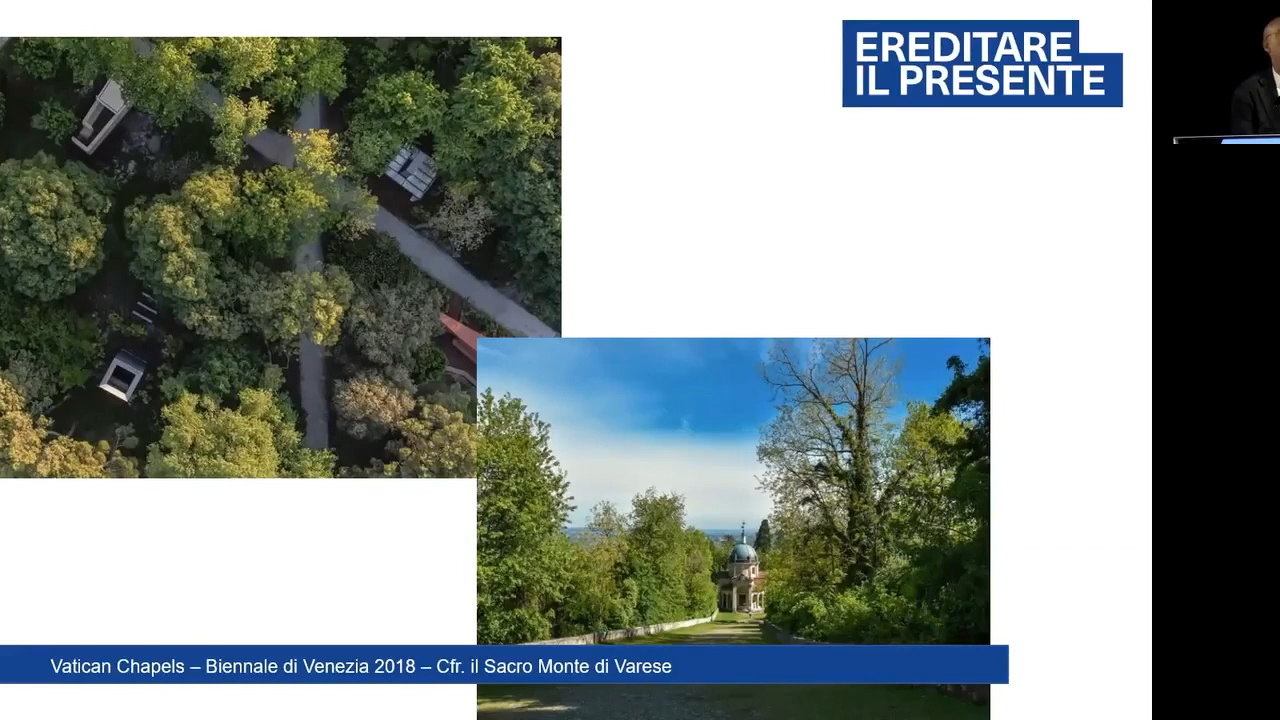 EREDITARE
IL PRESENTE
Vatican Chapels – Biennale di Venezia 2018 – Cfr. il Sacro Monte di Varese